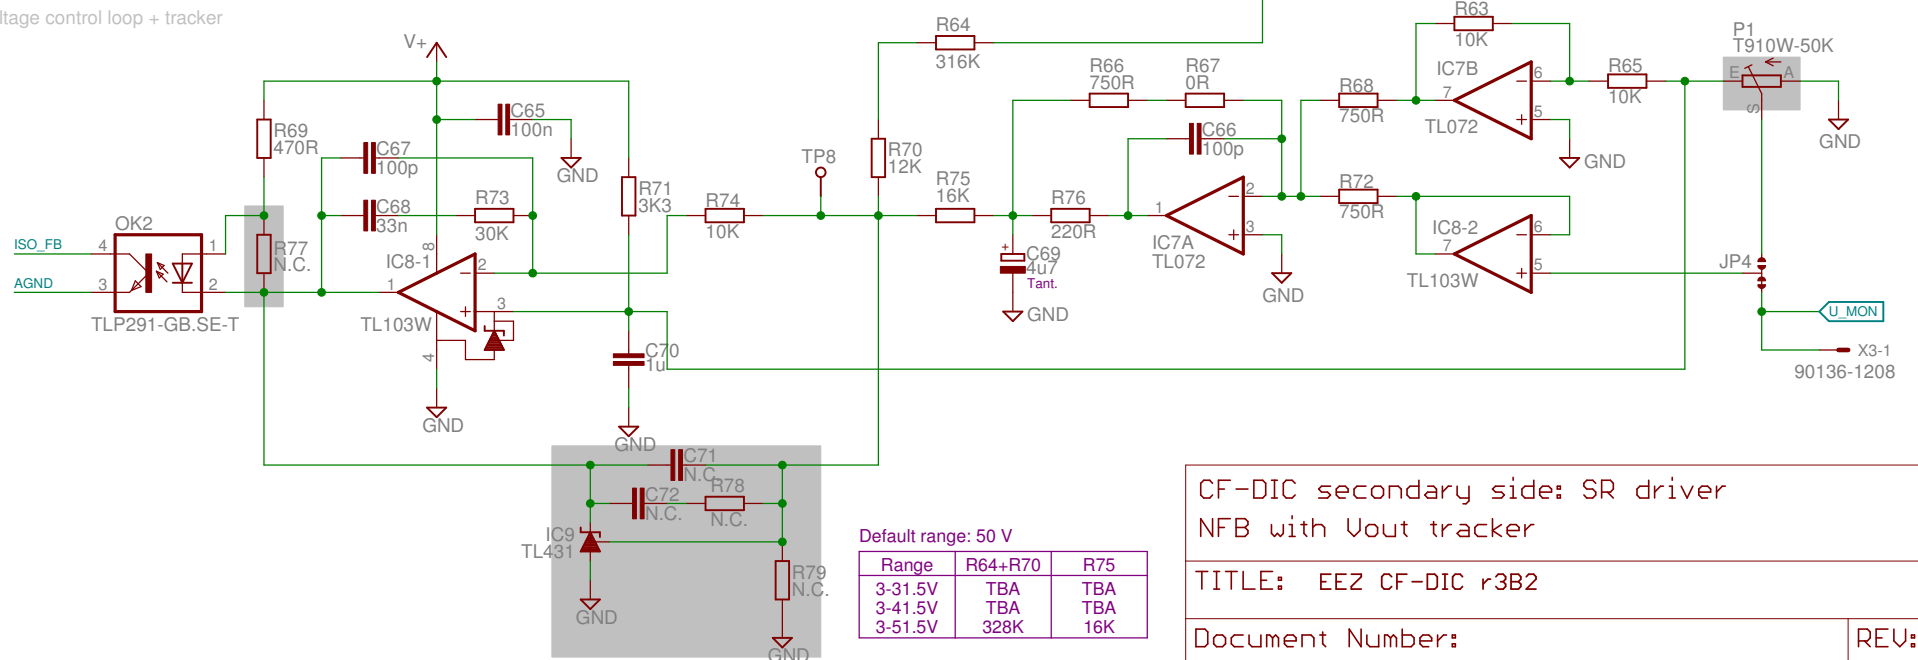 ltage control loop + tracker
V+
R69
470R
C67
100p
C68
33n
R73
30K
C65
100n
GND
R71
3K3
R74
10K
TP8
R64
316K
R70
12K
R75
16K
R66
750R
R67
0R
C66
100p
R76
220R
C69
4u7
Tant.
GND
1
2
3
IC7A
TL072
GND
R68
750R
R72
750R
R63
10K
IC7B
6
7
5
TL072
GND
R65
10K
P1
T910W-50K
E
A
S
GND
IC8-2
6
7
5
TL103W
JP4
U_MON
X3-1
90136-1208
OK2
ISO_FB
4
1
AGND
3
2
TLP291-GB.SE-T
R77
N.C.
IC8-1
8
2
1
3
TL103W
4
GND
C70
1u
GND
C71
N.C.
C72
N.C.
R78
N.C.
IC9
TL431
GND
R79
N.C.
GND
Default range: 50 V
Range R64+R70 R75
3-31.5V TBA TBA
3-41.5V TBA TBA
3-51.5V 328K 16K
CF-DIC secondary side: SR driver
NFB with Vout tracker
TITLE: EEZ CF-DIC r3B2
Document Number:
REV: